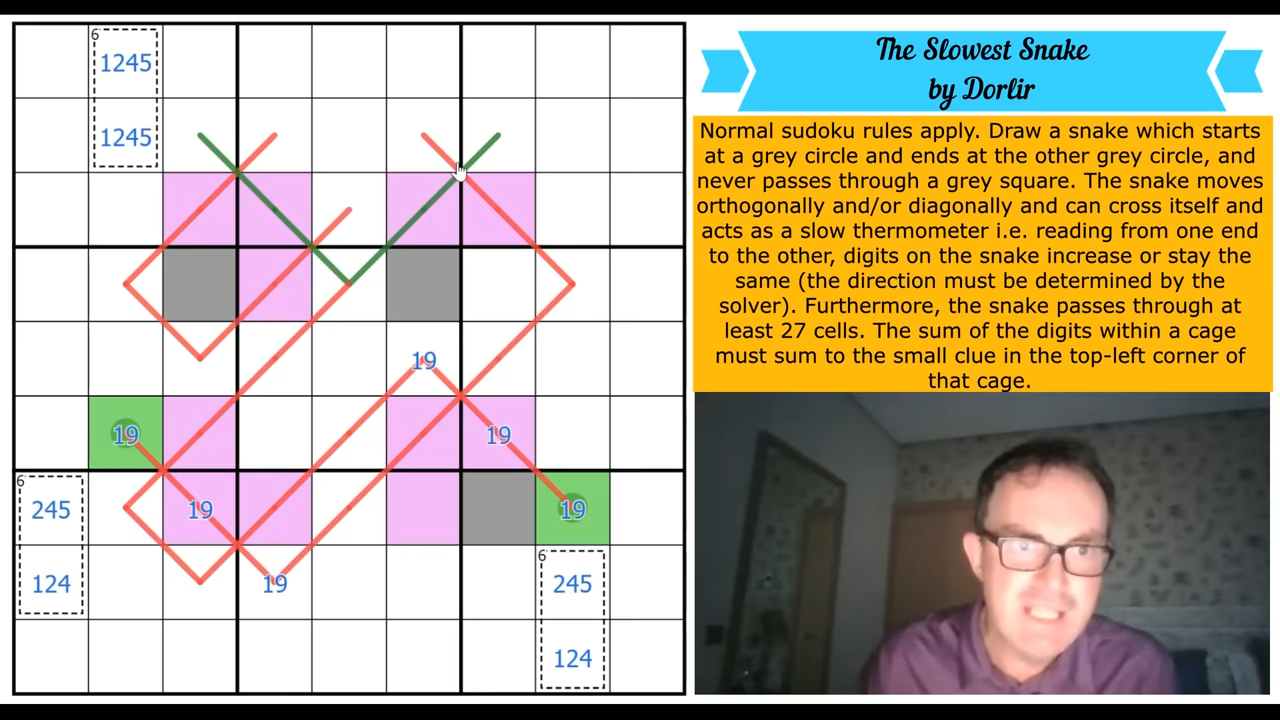 The Slowest Snake
by Dorlir
Normal sudoku rules apply. Draw a snake which starts
at a grey circle and ends at the other grey circle, and
never passes through a grey square. The snake moves
orthogonally and/or diagonally and can cross itself and
acts as a slow thermometer i.e. reading from one end
to the other, digits on the snake increase or stay the
same (the direction must be determined by the
solver). Furthermore, the snake passes through at
least 27 cells. The sum of the digits within a cage
must sum to the small clue in the top-left corner of
that cage.
6
1245
1245
19
19
19
6
245
19
19
124
19
6
245
124